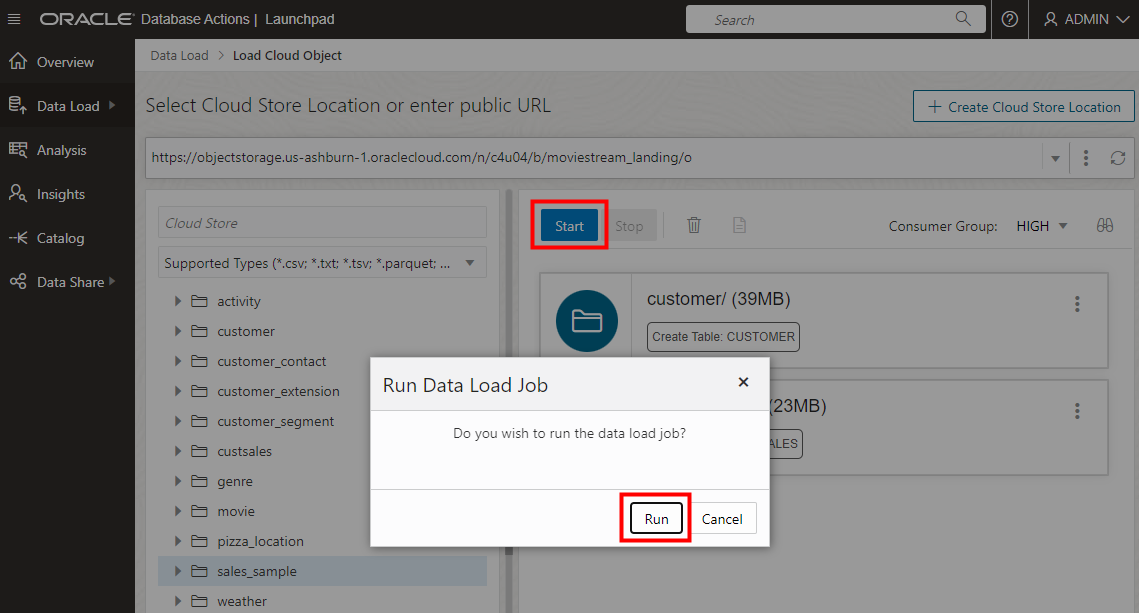 ORACLE Database Actions | Launchpad
Search
ADMIN
Overview
Data Load
Analysis
Insights
Catalog
Data Share
Data Load > Load Cloud Object
Select Cloud Store Location or enter public URL
+ Create Cloud Store Location
https://objectstorage.us-ashburn-1.oraclecloud.com/n/c4u04/b/moviestream_landing/o
Cloud Store
Supported Types (*.csv; *.txt; *.tsv; *.parquet; ...
activity
customer
customer_contact
customer_extension
customer_segment
custsales
genre
movie
pizza_location
sales_sample
weather
Start
Stop
Consumer Group: HIGH
customer/ (39MB)
Create Table: CUSTOMER
(23MB)
ALES
Run Data Load Job
Do you wish to run the data load job?
Run
Cancel